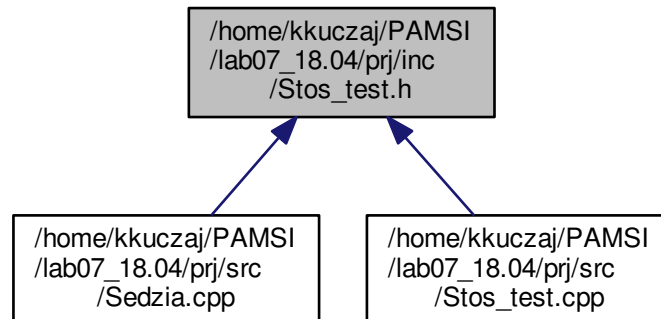 /home/kkuczaj/PAMSI
/lab07_18.04/prj/inc
/Stos_test.h
/home/kkuczaj/PAMSI
/lab07_18.04/prj/src
/Sedzia.cpp
/home/kkuczaj/PAMSI
/lab07_18.04/prj/src
/Stos_test.cpp